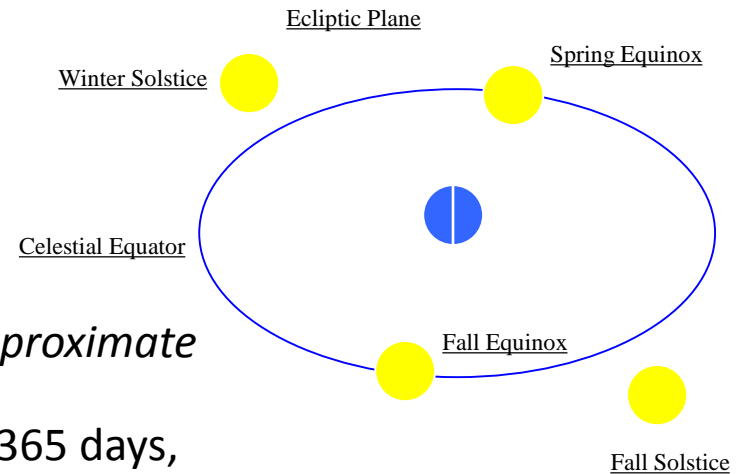 Ecliptic Plane
Spring Equinox
Winter Solstice
Celestial Equator
proximate
Fall Equinox
365 days,
Fall Solstice